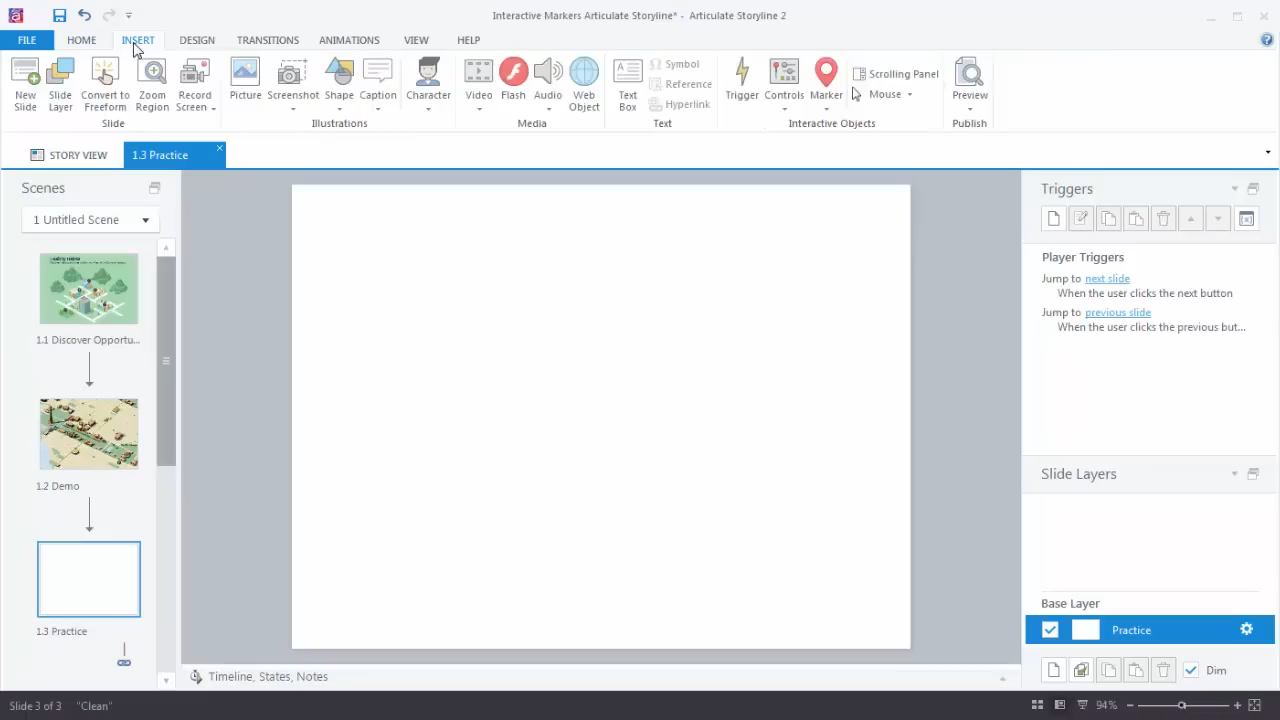 Interactive Markers Articulate Storyline* - Articulate Storyline 2
FILE HOME INSERT DESIGN TRANSITIONS ANIMATIONS VIEW HELP
New Slide
Slide Layer
Convert to Freeform
Zoom Region
Record Screen
Picture
Screenshot
Shape
Caption
Character
Video
Flash
Audio
Web Object
Text Box
Symbol
Reference
Hyperlink
Trigger
Controls
Marker
Scrolling Panel
Mouse
Preview
Slide
Illustrations
Media
Text
Interactive Objects
Publish
STORY VIEW
1.3 Practice
Scenes
1 Untitled Scene
1.1 Discover Opportu...
1.2 Demo
1.3 Practice
Timeline, States, Notes
Triggers
Player Triggers
Jump to next slide
When the user clicks the next button
Jump to previous slide
When the user clicks the previous but...
Slide Layers
Base Layer
Practice
Dim
Slide 3 of 3 "Clean"
94%